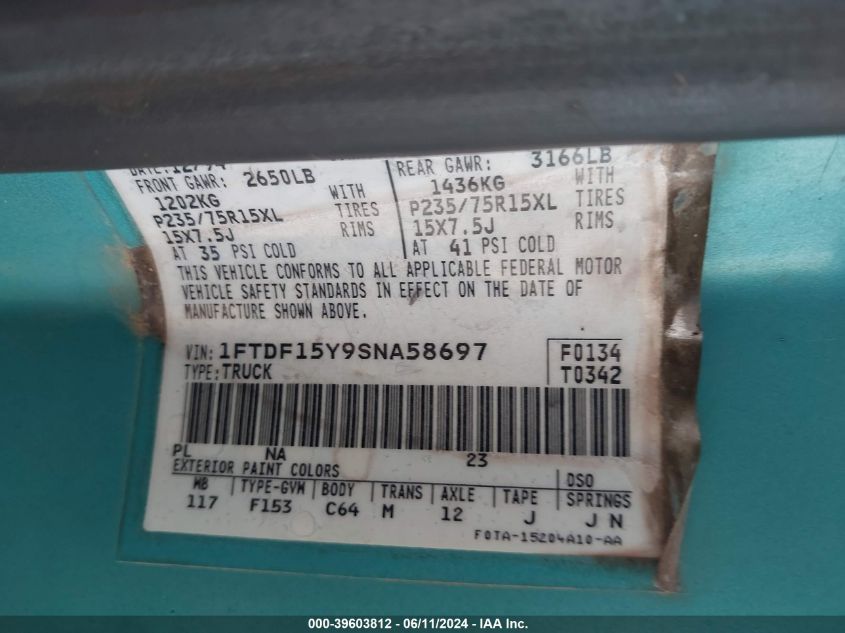 DATE: 12/94
FRONT GAWR: 2650LB REAR GAWR: 3166LB
1202KG WITH 1436KG WITH
P235/75R15XL TIRES P235/75R15XL TIRES
15X7.5J RIMS 15X7.5J RIMS
AT 35 PSI COLD AT 41 PSI COLD
THIS VEHICLE CONFORMS TO ALL APPLICABLE FEDERAL MOTOR
VEHICLE SAFETY STANDARDS IN EFFECT ON THE DATE OF
MANUFACTURE SHOWN ABOVE.
VIN: 1FTDF15Y9SNA58697 F0134
TYPE: TRUCK T0342
PL NA 23
EXTERIOR PAINT COLORS DSO
WB TYPE-GVM BODY TRANS AXLE TAPE SPRINGS
117 F153 C64 M 12 J J N
F0TA-15204A10-AA
000-39603812 - 06/11/2024 - IAA Inc.